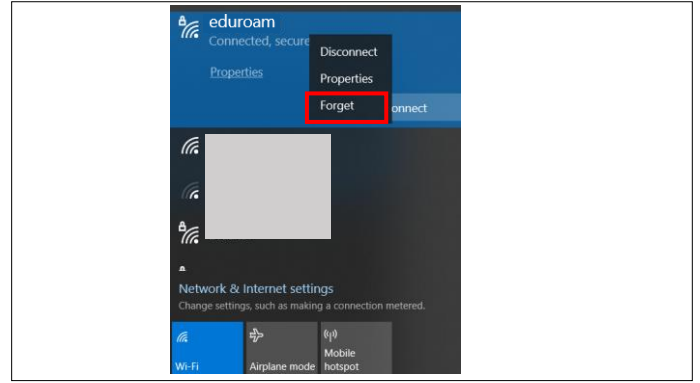 eduroam
Connected, secure
Properties
Disconnect
Properties
Forget
onnect
Network & Internet settings
Change settings, such as making a connection metered.
Wi-Fi
Airplane mode
Mobile
hotspot